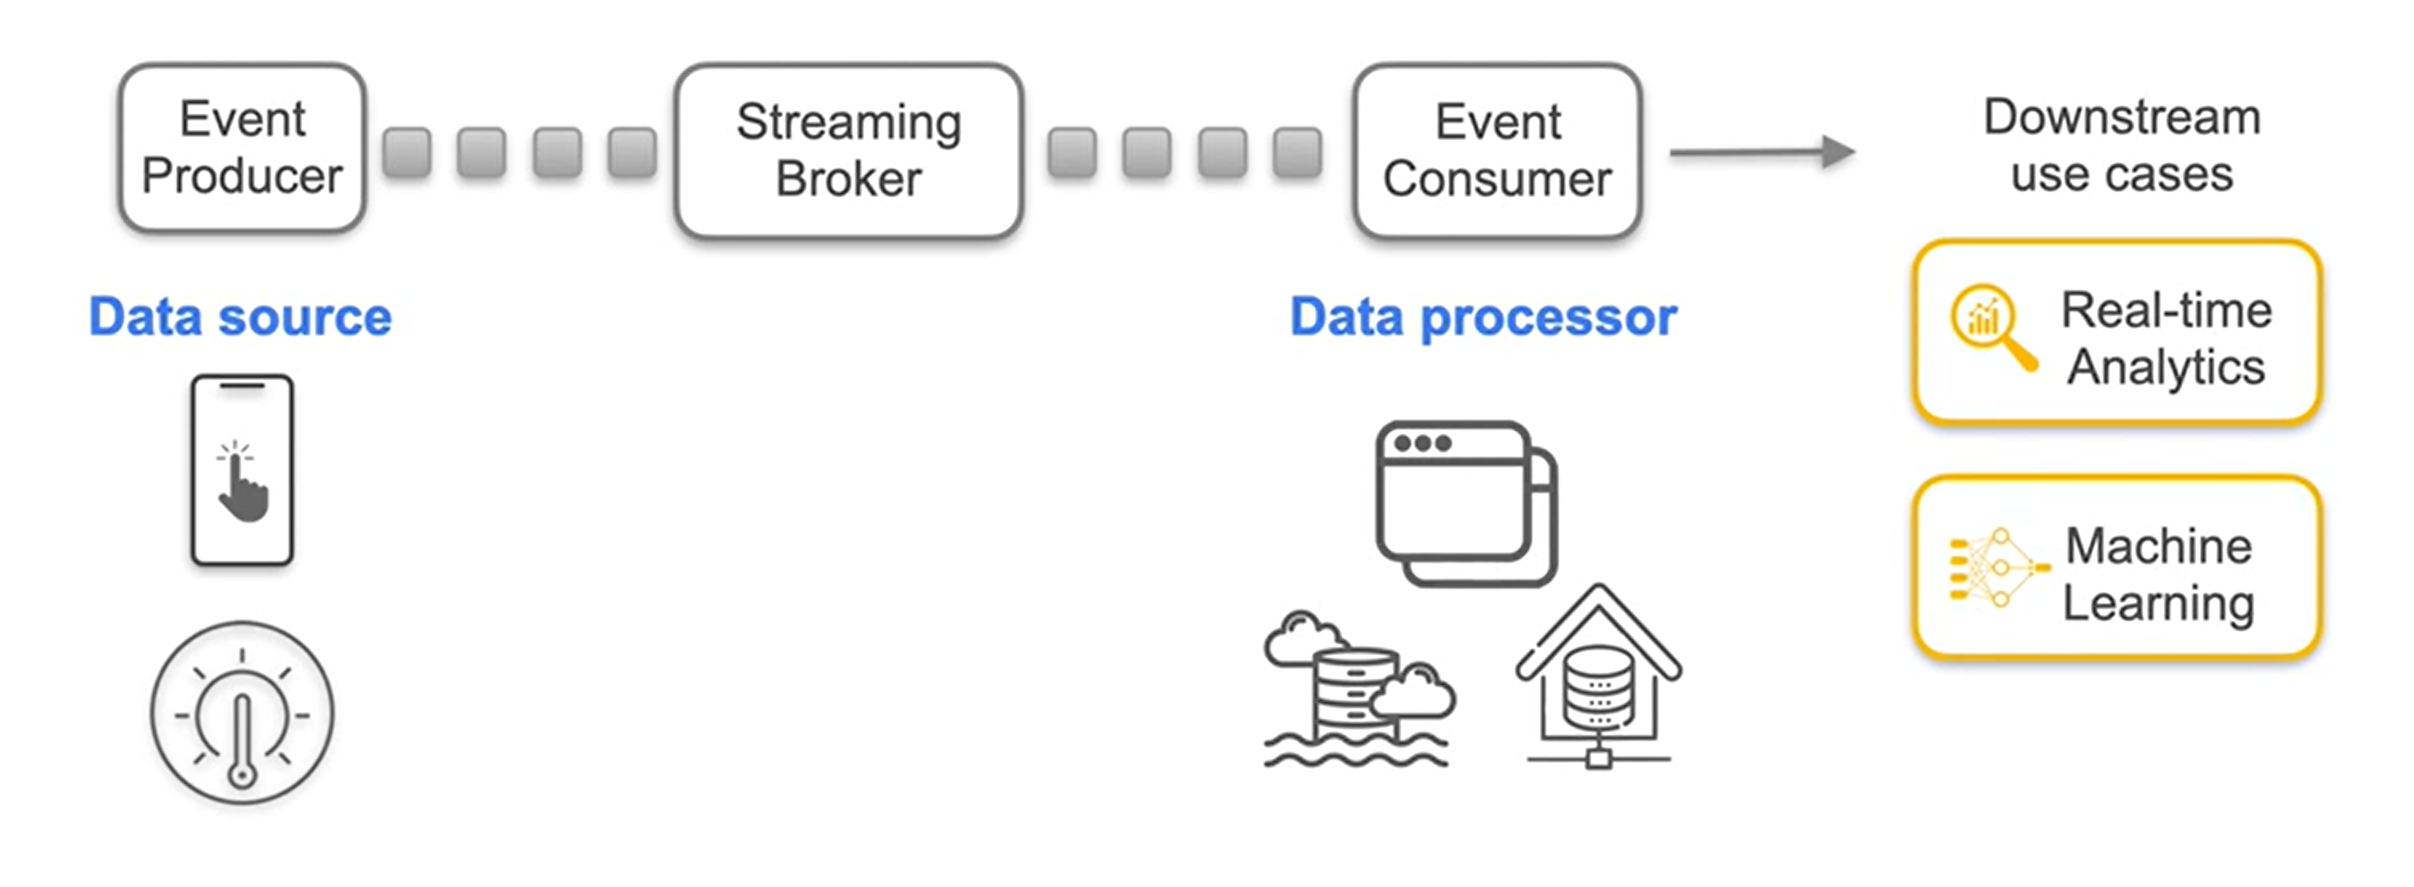 Event
Producer
Streaming
Broker
Event
Consumer
Downstream
use cases
Data source
Data processor
Real-time
Analytics
Machine
Learning